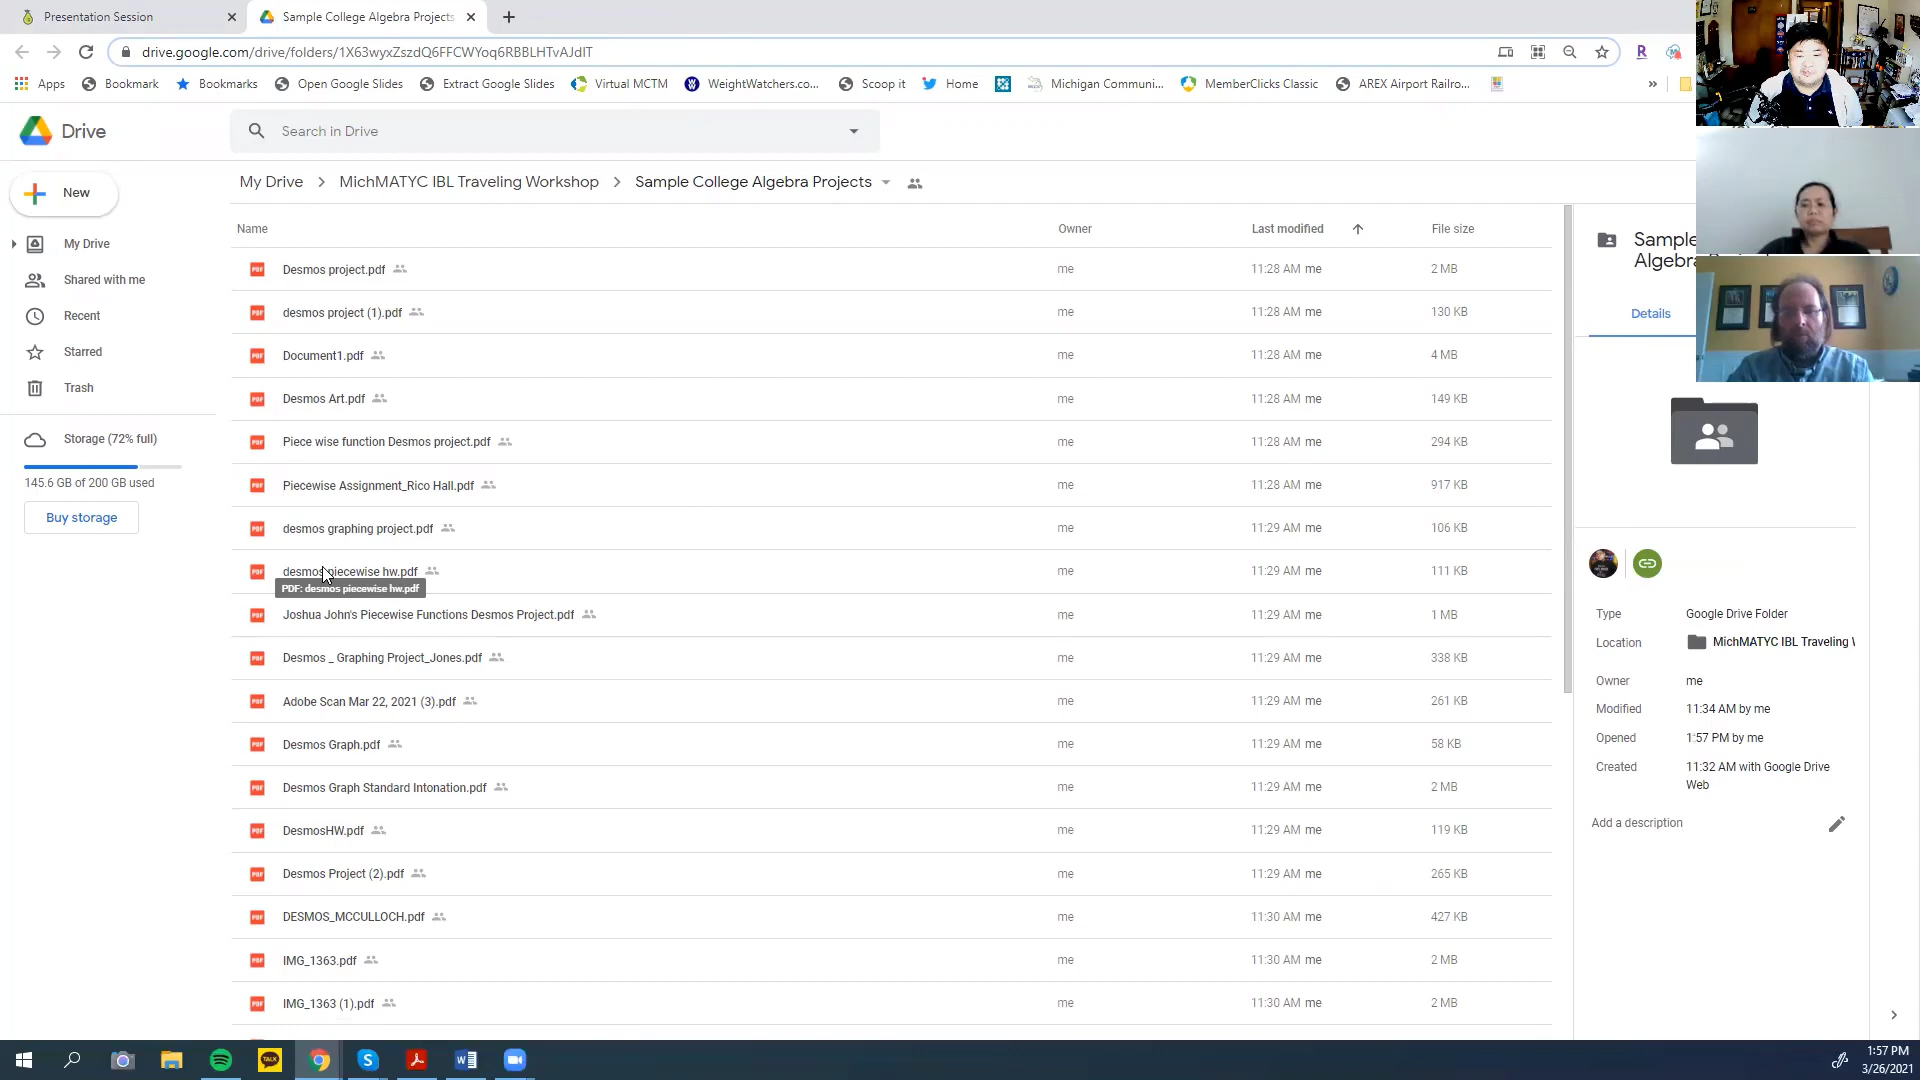 Presentation Session
Sample College Algebra Projects
drive.google.com/drive/folders/1X63wyxZszdQ6FFCWYoq6RBBLHTvAJdIT
Apps Bookmark Bookmarks Open Google Slides Extract Google Slides Virtual MCTM WeightWatchers.co... Scoop it Home Michigan Communi... MemberClicks Classic AREX Airport Railro... »
Drive
Search in Drive
New
My Drive
Shared with me
Recent
Starred
Trash
Storage (72% full)
145.6 GB of 200 GB used
Buy storage
My Drive > MichMATYC IBL Traveling Workshop > Sample College Algebra Projects
Name Owner Last modified File size
Desmos project.pdf me 11:28 AM me 2 MB
desmos project (1).pdf me 11:28 AM me 130 KB
Document1.pdf me 11:28 AM me 4 MB
Desmos Art.pdf me 11:28 AM me 149 KB
Piece wise function Desmos project.pdf me 11:28 AM me 294 KB
Piecewise Assignment_Rico Hall.pdf me 11:28 AM me 917 KB
desmos graphing project.pdf me 11:29 AM me 106 KB
desmos piecewise hw.pdf me 11:29 AM me 111 KB
PDF: desmos piecewise hw.pdf
Joshua John's Piecewise Functions Desmos Project.pdf me 11:29 AM me 1 MB
Desmos _ Graphing Project_Jones.pdf me 11:29 AM me 338 KB
Adobe Scan Mar 22, 2021 (3).pdf me 11:29 AM me 261 KB
Desmos Graph.pdf me 11:29 AM me 58 KB
Desmos Graph Standard Intonation.pdf me 11:29 AM me 2 MB
DesmosHW.pdf me 11:29 AM me 119 KB
Desmos Project (2).pdf me 11:29 AM me 265 KB
DESMOS_MCCULLOCH.pdf me 11:30 AM me 427 KB
IMG_1363.pdf me 11:30 AM me 2 MB
IMG_1363 (1).pdf me 11:30 AM me 2 MB
Sample
Algebra
Details
Type Google Drive Folder
Location MichMATYC IBL Traveling
Owner me
Modified 11:34 AM by me
Opened 1:57 PM by me
Created 11:32 AM with Google Drive
Web
Add a description
1:57 PM
3/26/2021